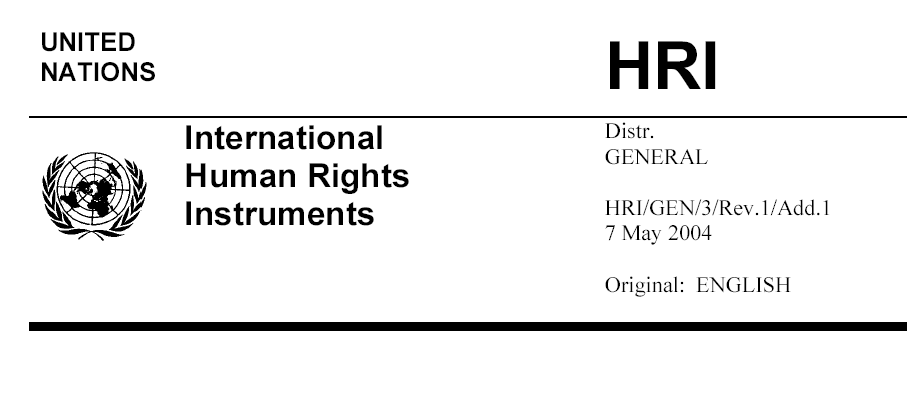 UNITED
NATIONS
HRI
International
Human Rights
Instruments
Distr.
GENERAL
HRI/GEN/3/Rev.1/Add.1
7 May 2004
Original: ENGLISH